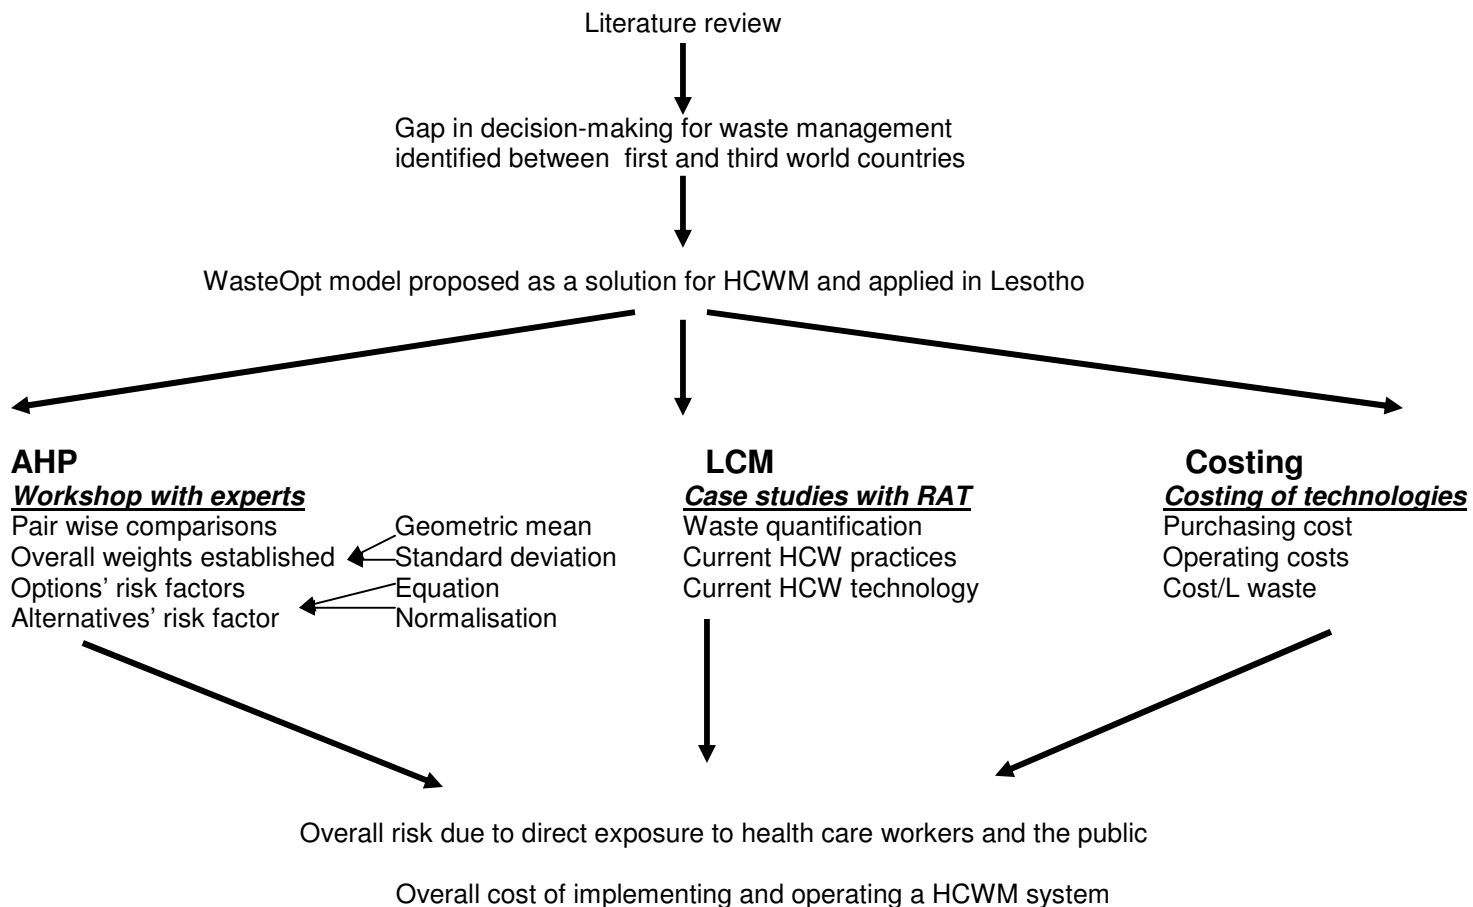 Literature review
Gap in decision-making for waste management
identified between first and third world countries
WasteOpt model proposed as a solution for HCWM and applied in Lesotho
AHP
Workshop with experts
Pair wise comparisons
Overall weights established
Options’ risk factors
Alternatives’ risk factor
Geometric mean
Standard deviation
Equation
Normalisation
LCM
Case studies with RAT
Waste quantification
Current HCW practices
Current HCW technology
Costing
Costing of technologies
Purchasing cost
Operating costs
Cost/L waste
Overall risk due to direct exposure to health care workers and the public
Overall cost of implementing and operating a HCWM system